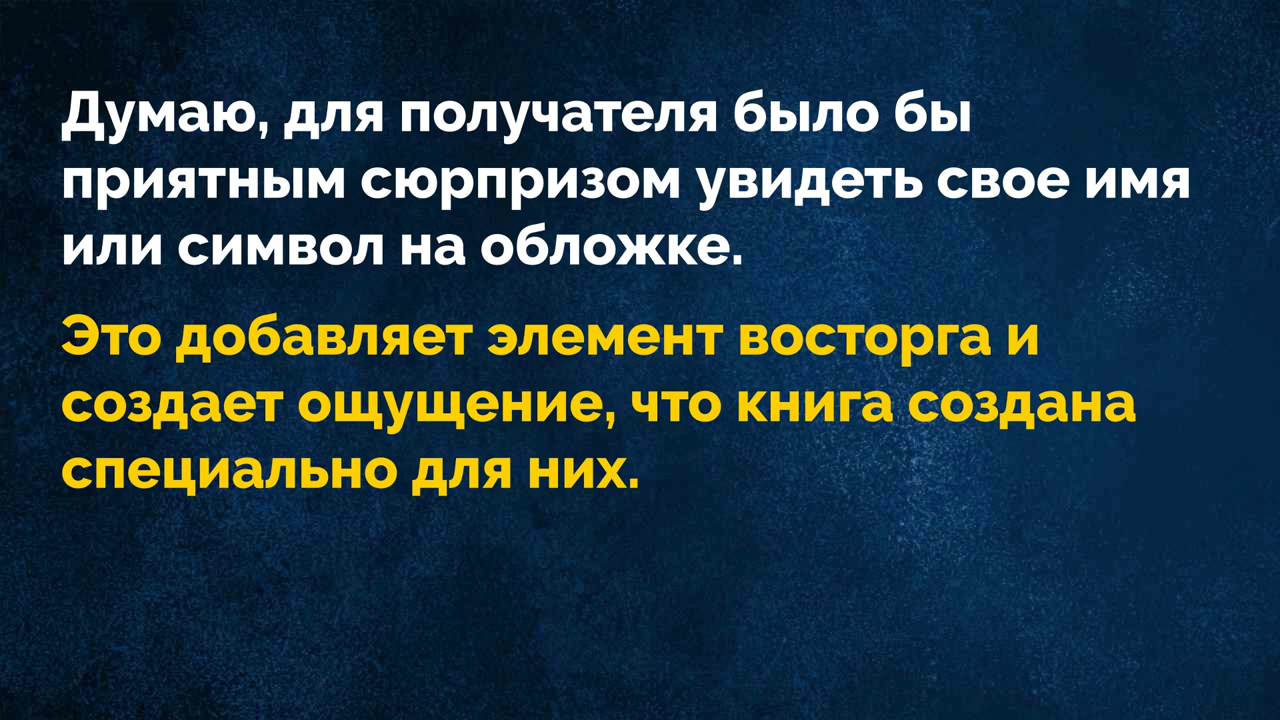 Думаю, для получателя было бы
приятным сюрпризом увидеть свое имя
или символ на обложке.
Это добавляет элемент восторга и
создает ощущение, что книга создана
специально для них.